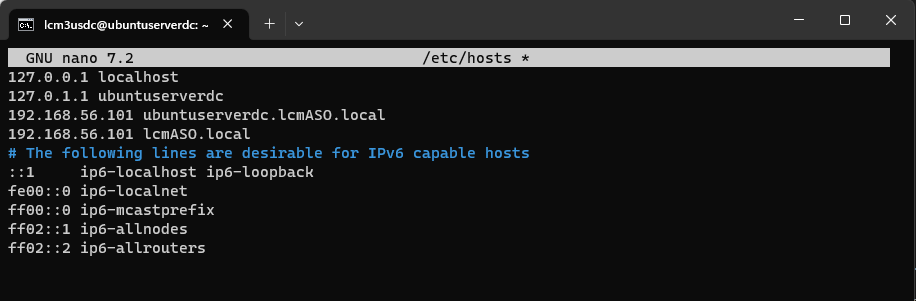 lcm3usdc@ubuntuserverdc: ~
GNU nano 7.2 /etc/hosts *
127.0.0.1 localhost
127.0.1.1 ubuntuserverdc
192.168.56.101 ubuntuserverdc.lcmASO.local
192.168.56.101 lcmASO.local
# The following lines are desirable for IPv6 capable hosts
::1     ip6-localhost ip6-loopback
fe00::0 ip6-localnet
ff00::0 ip6-mcastprefix
ff02::1 ip6-allnodes
ff02::2 ip6-allrouters